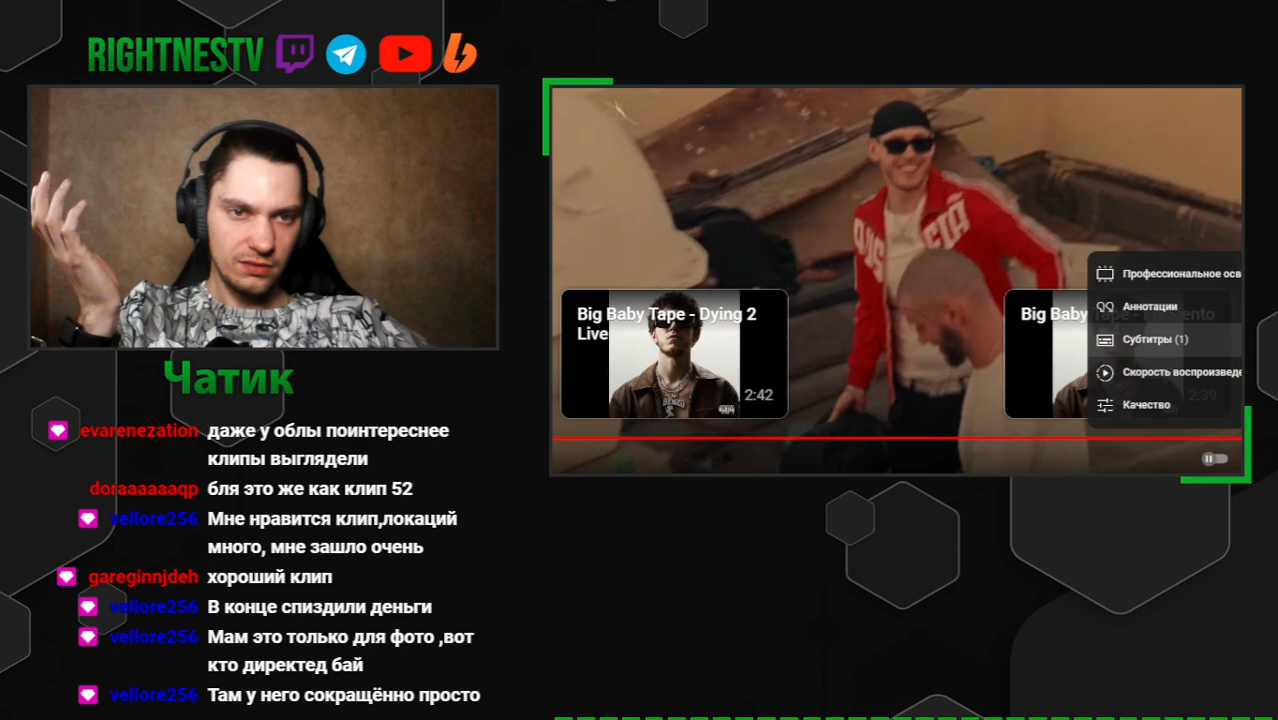 RIGHTNESTV
Чатик
evarenezation даже у облы поинтереснее
клипы выглядели
doraaaaaaqp бля это же как клип 52
vellore256 Мне нравится клип,локаций
много, мне зашло очень
gareginnjdeh хороший клип
vellore256 В конце спиздили деньги
vellore256 Мам это только для фото ,вот
кто директед бай
vellore256 Там у него сокращённо просто
Big Baby Tape - Dying 2
Live
2:42
Big Baby
2:39
Профессиональное осв
Аннотации
Субтитры (1)
Скорость воспроизведе
Качество